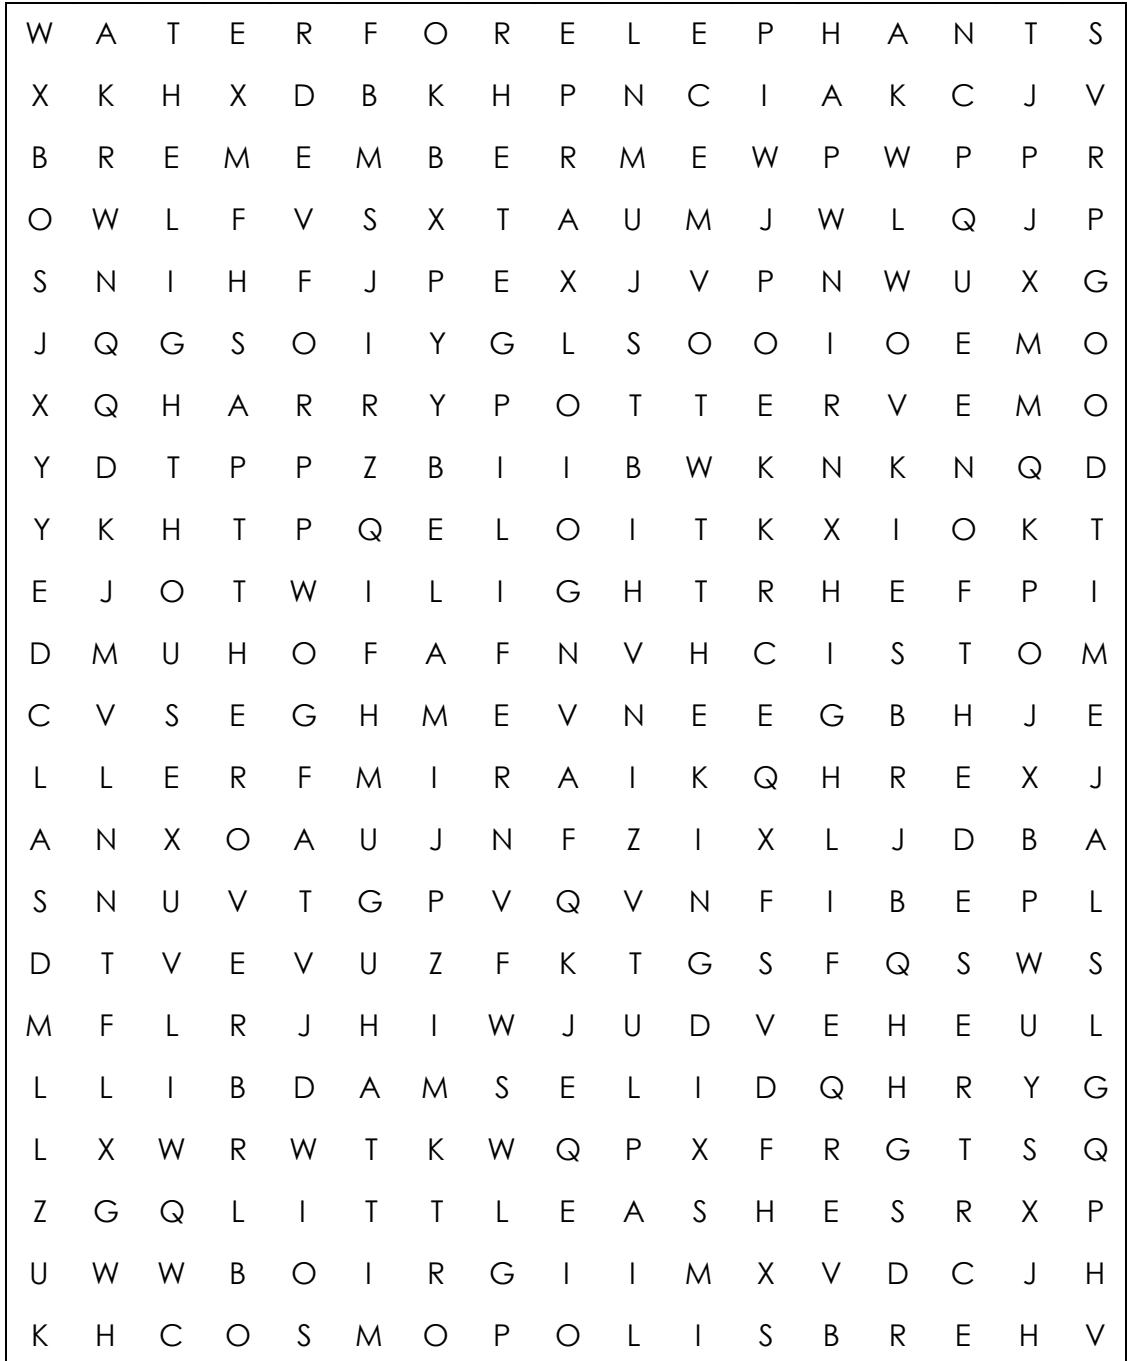 W A T E R F O R E L E P H A N T S
X K H X D B K H P N C I A K C J V
B R E M E M B E R M E W P W P P R
O W L F V S X T A U M J W L Q J P
S N I H F J P E X J V P N W U X G
J Q G S O I Y G L S O O I O E M O
X Q H A R R Y P O T T E R V E M O
Y D T P P Z B I I B W K N K N Q D
Y K H T P Q E L O I T K X I O K T
E J O T W I L I G H T R H E F P I
D M U H O F A F N V H C I S T O M
C V S E G H M E V N E E G B H J E
L L E R F M I R A I K Q H R E X J
A N X O A U J N F Z I X L J D B A
S N U V T G P V Q V N F I B E P L
D T V E V U Z F K T G S F Q S W S
M F L R J H I W J U D V E H E U L
L L I B D A M S E L I D Q H R Y G
L X W R W T K W Q P X F R G T S Q
Z G Q L I T T L E A S H E S R X P
U W W B O I R G I I M X V D C J H
K H C O S M O P O L I S B R E H V